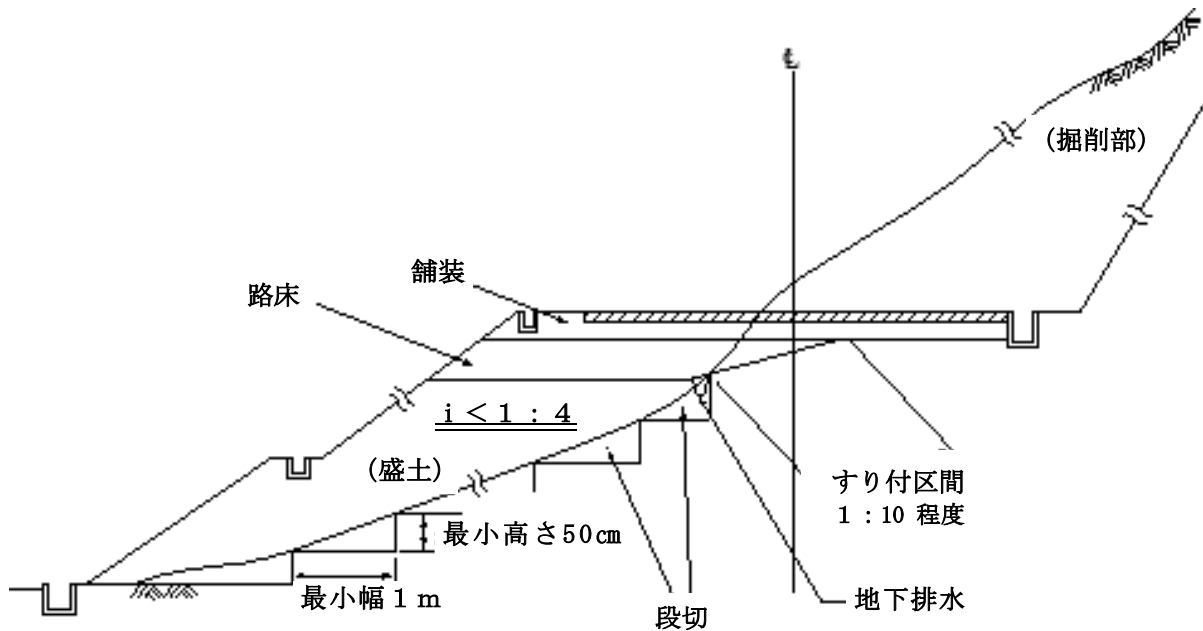 ℄
(掘削部)
舗装
路床
i<1:4
(盛土)
すり付区間
1:10 程度
最小高さ50㎝
最小幅1m
段切
地下排水